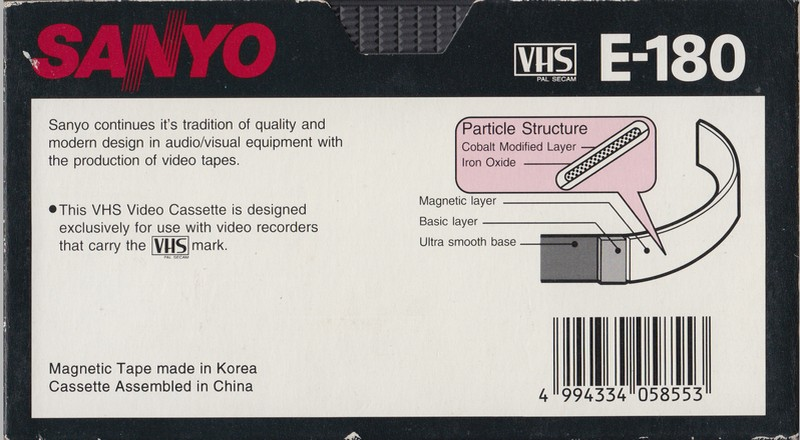 SANYO
VHS
PAL SECAM
E-180
Sanyo continues it's tradition of quality and
modern design in audio/visual equipment with
the production of video tapes.
●This VHS Video Cassette is designed
exclusively for use with video recorders
that carry the VHS mark.
PAL SECAM
Particle Structure
Cobalt Modified Layer
Iron Oxide
Magnetic layer
Basic layer
Ultra smooth base
Magnetic Tape made in Korea
Cassette Assembled in China
4 994334 058553